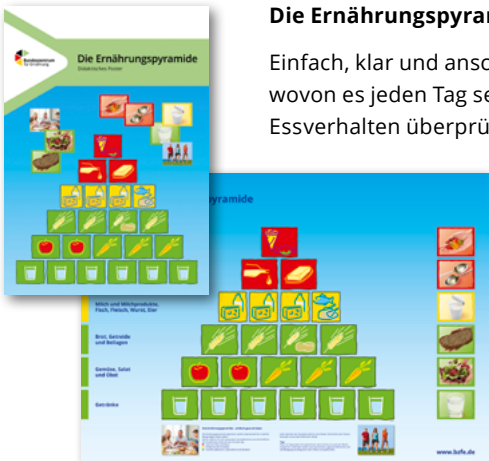 Die Ernährungspyra
Einfach, klar und ansc
wovon es jeden Tag se
Essverhalten überprü
Bundeszentrum
für Ernährung
Die Ernährungspyramide
Didaktisches Poster
yramide
Milch und Milchprodukte,
Fisch, Fleisch, Wurst, Eier
Brot, Getreide
und Beilagen
Gemüse, Salat
und Obst
Getränke
www.bzfe.de